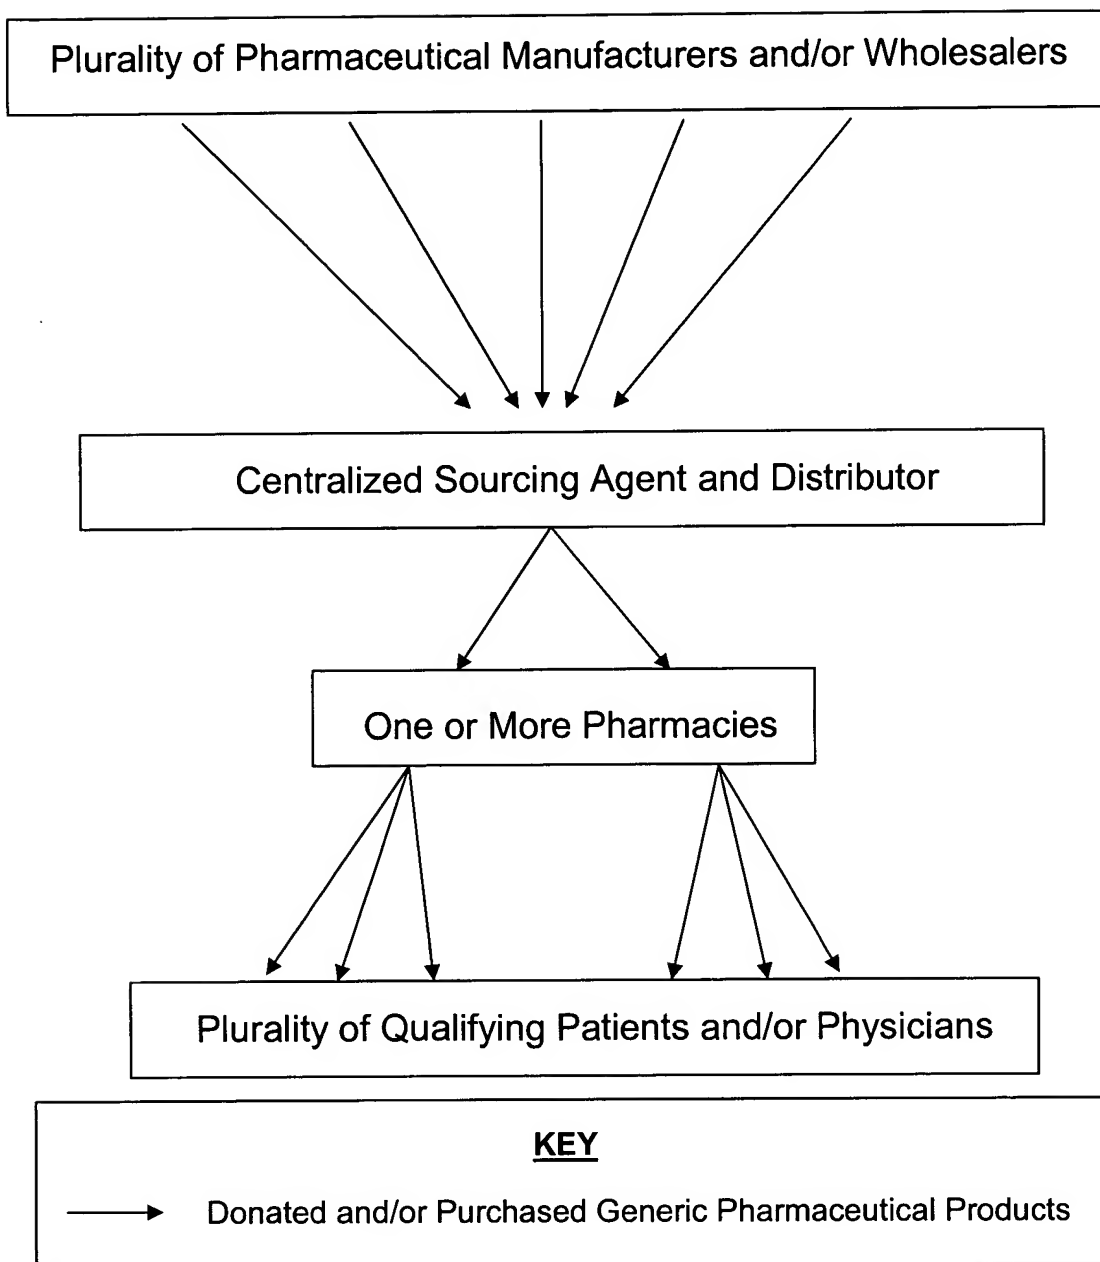 Plurality of Pharmaceutical Manufacturers and/or Wholesalers
Centralized Sourcing Agent and Distributor
One or More Pharmacies
Plurality of Qualifying Patients and/or Physicians
KEY
Donated and/or Purchased Generic Pharmaceutical Products